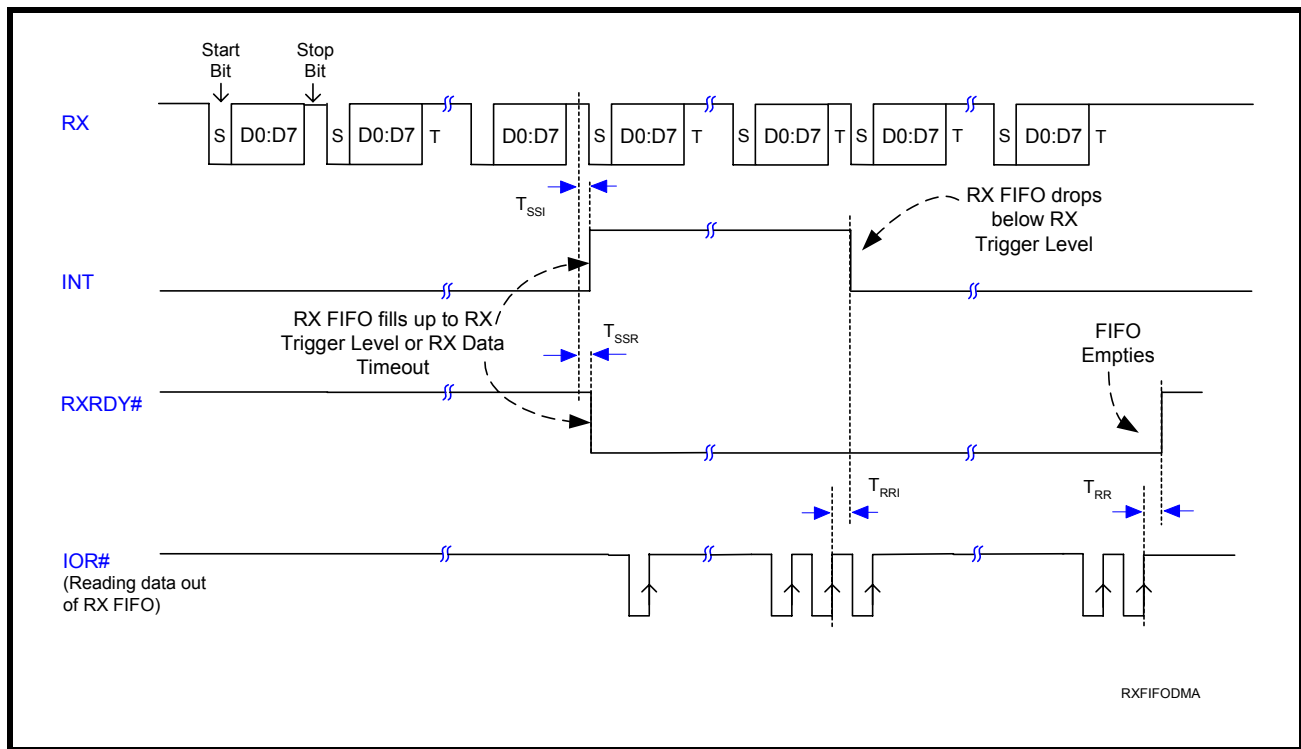 Start
Bit
Stop
Bit
RX
S D0:D7 S D0:D7 T D0:D7 S D0:D7 T S D0:D7 T S D0:D7 T S D0:D7 T
TSSI
RX FIFO drops
below RX
Trigger Level
INT
RX FIFO fills up to RX
Trigger Level or RX Data
Timeout
TSSR
FIFO
Empties
RXRDY#
TRRI
TRR
IOR#
(Reading data out
of RX FIFO)
RXFIFODMA